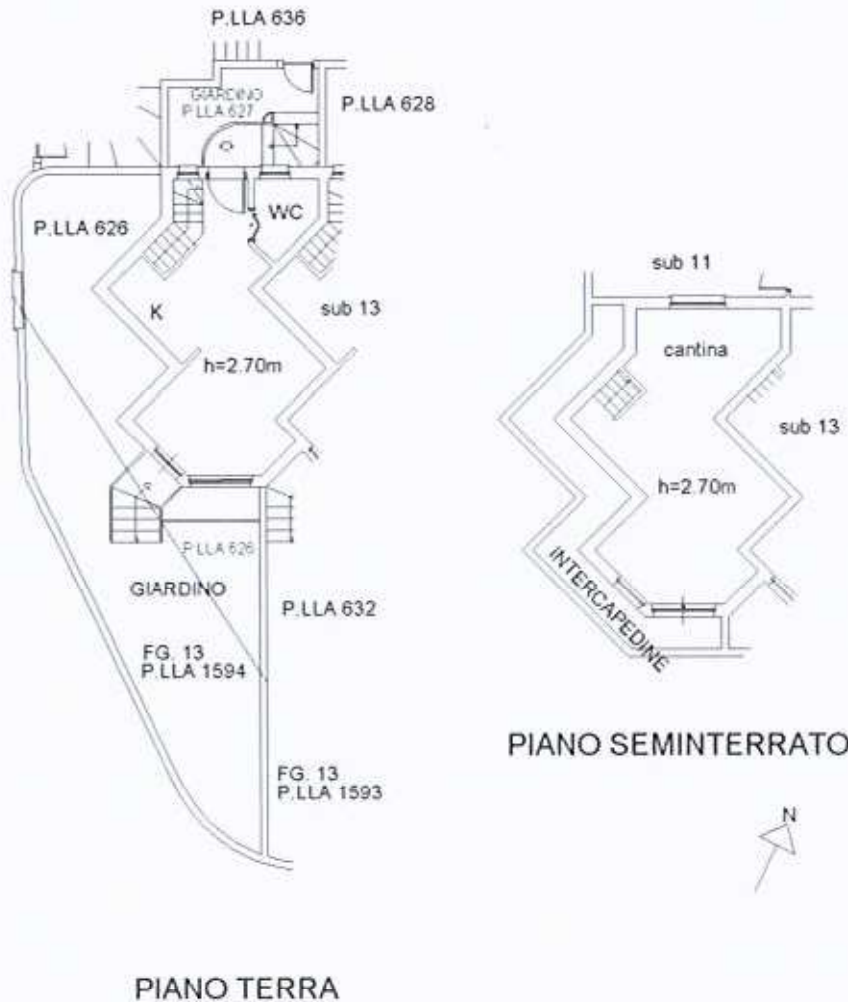 P.LLA 636
GIARDINO
P.LLA 627
P.LLA 628
P.LLA 626
WC
K
sub 13
h=2.70m
P.LLA 626
GIARDINO
P.LLA 632
FG. 13
P.LLA 1594
FG. 13
P.LLA 1593
PIANO TERRA
sub 11
cantina
sub 13
h=2.70m
INTERCAPEDINE
PIANO SEMINTERRATO
N